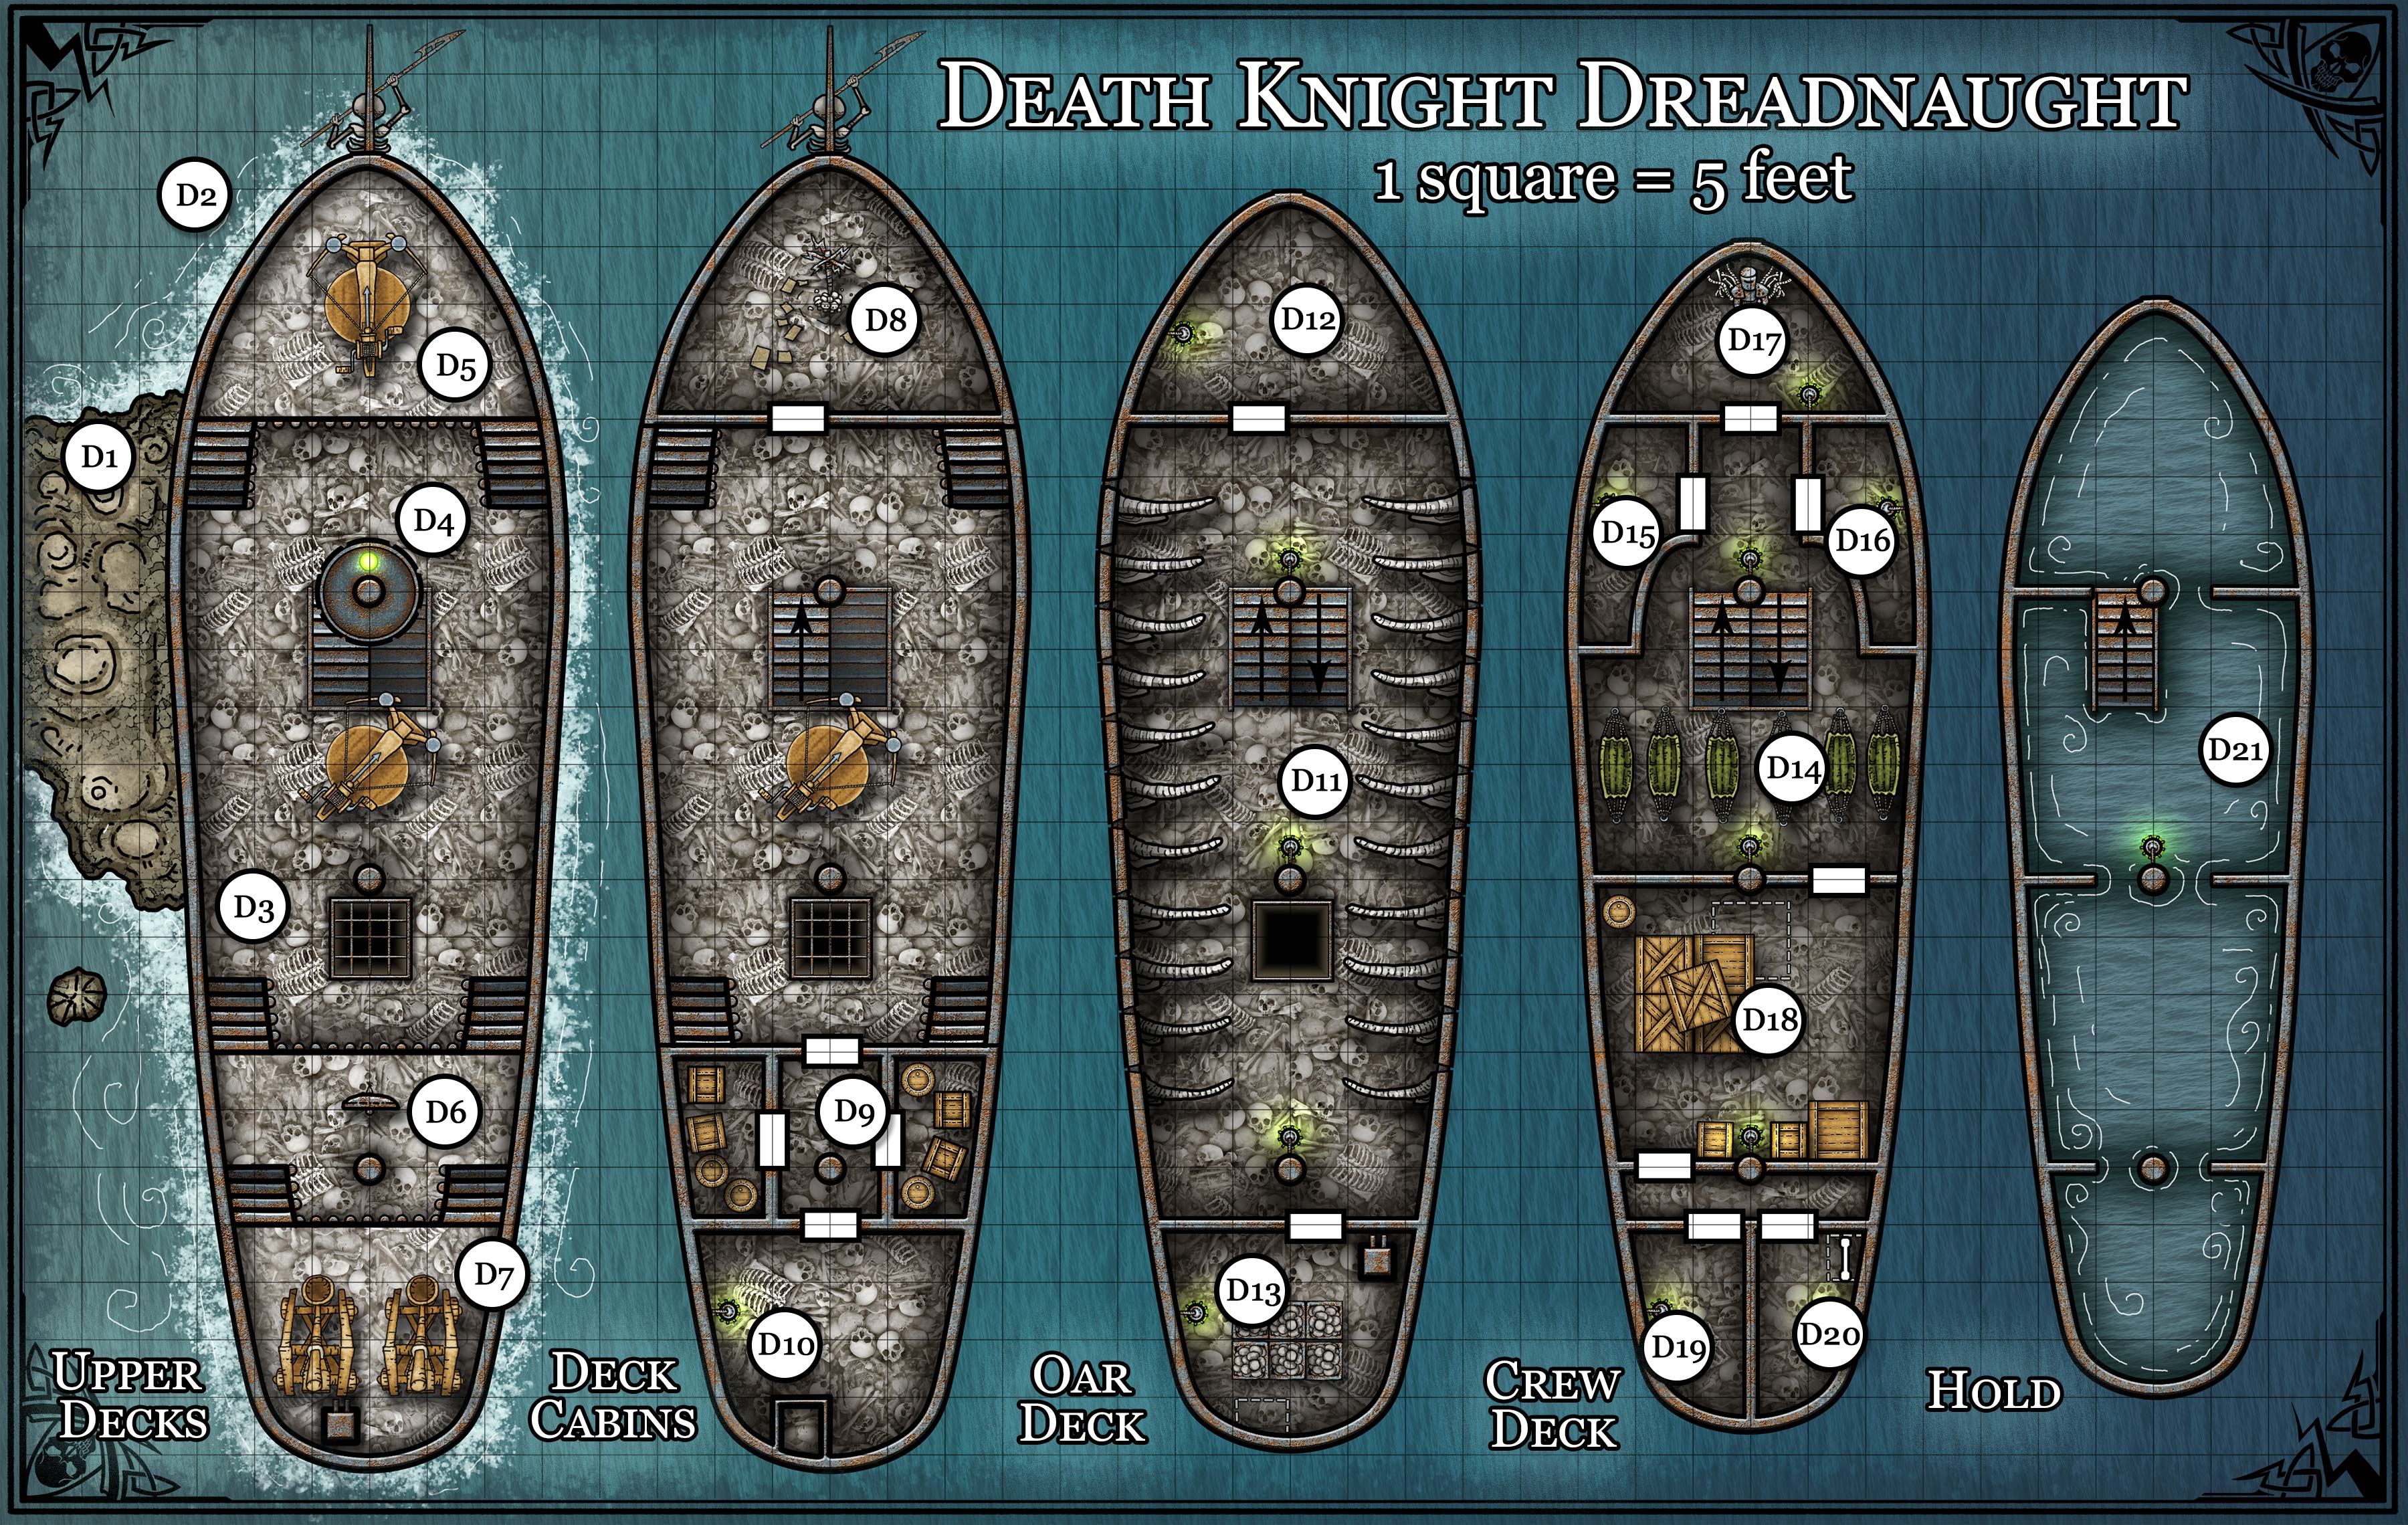 Death Knight Dreadnaught
1 square = 5 feet
D2
D5
D1
D4
D3
D6
D7
Upper
Decks
D8
D9
D10
Deck
Cabins
D12
D11
D13
Oar
Deck
D17
D15
D16
D14
D18
D19
D20
Crew
Deck
D21
Hold